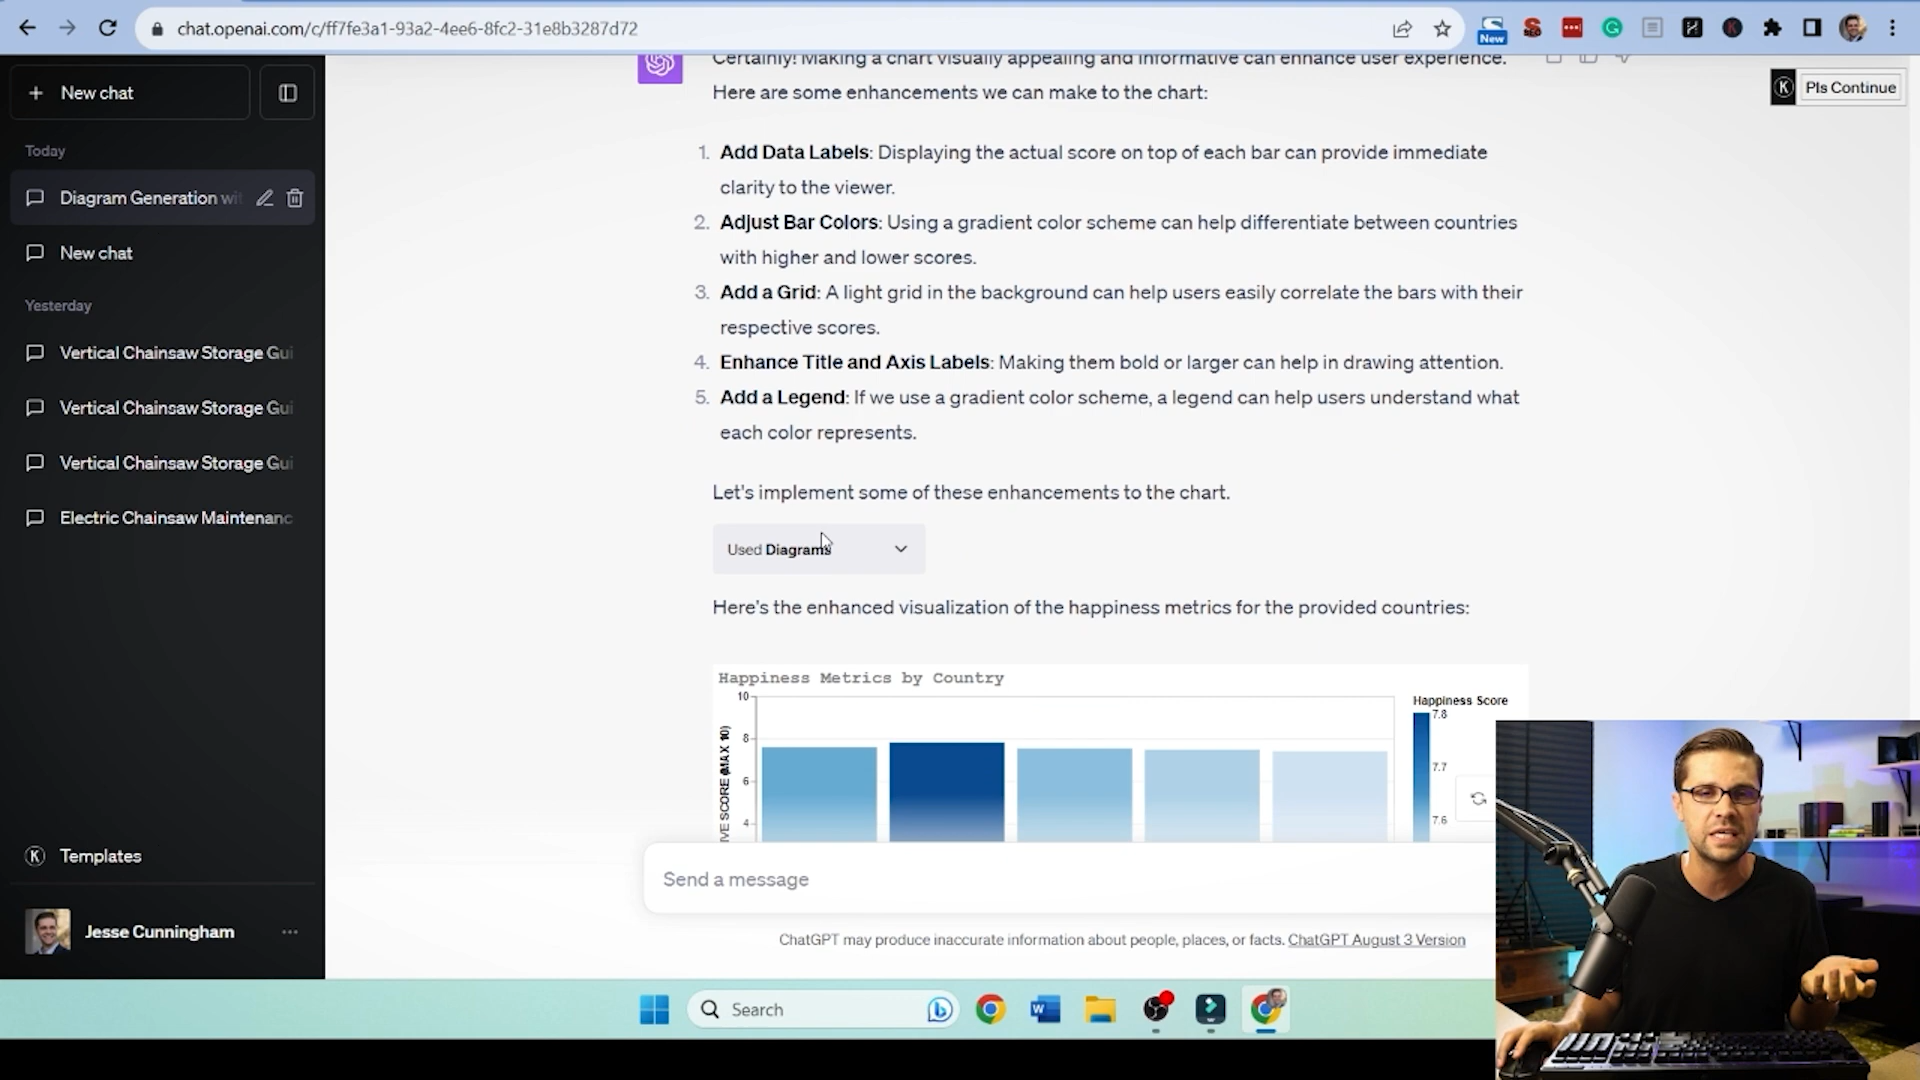 chat.openai.com/c/ff7fe3a1-93a2-4ee6-8fc2-31e8b3287d72
New
New chat
Pls Continue
Today
Diagram Generation wit
New chat
Yesterday
Vertical Chainsaw Storage Gui
Vertical Chainsaw Storage Gui
Vertical Chainsaw Storage Gui
Electric Chainsaw Maintenanc
Templates
Jesse Cunningham
Certainly! Making a chart visually appealing and informative can enhance user experience.
Here are some enhancements we can make to the chart:
1. Add Data Labels: Displaying the actual score on top of each bar can provide immediate
clarity to the viewer.
2. Adjust Bar Colors: Using a gradient color scheme can help differentiate between countries
with higher and lower scores.
3. Add a Grid: A light grid in the background can help users easily correlate the bars with their
respective scores.
4. Enhance Title and Axis Labels: Making them bold or larger can help in drawing attention.
5. Add a Legend: If we use a gradient color scheme, a legend can help users understand what
each color represents.
Let's implement some of these enhancements to the chart.
Used Diagrams
Here's the enhanced visualization of the happiness metrics for the provided countries:
Happiness Metrics by Country
10
8
6
4
SCORE (MAX 10)
Happiness Score
7.8
7.7
7.6
Send a message
ChatGPT may produce inaccurate information about people, places, or facts. ChatGPT August 3 Version
Search